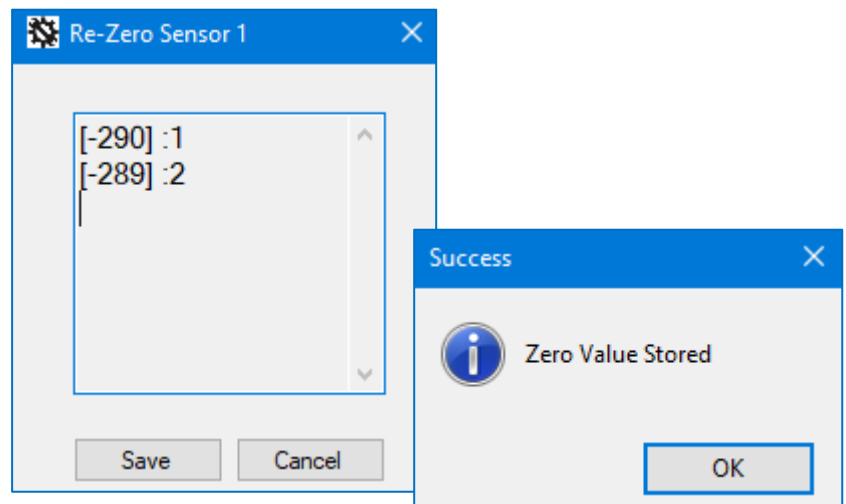 Re-Zero Sensor 1
[-290] :1
[-289] :2
Save
Cancel
Success
Zero Value Stored
OK